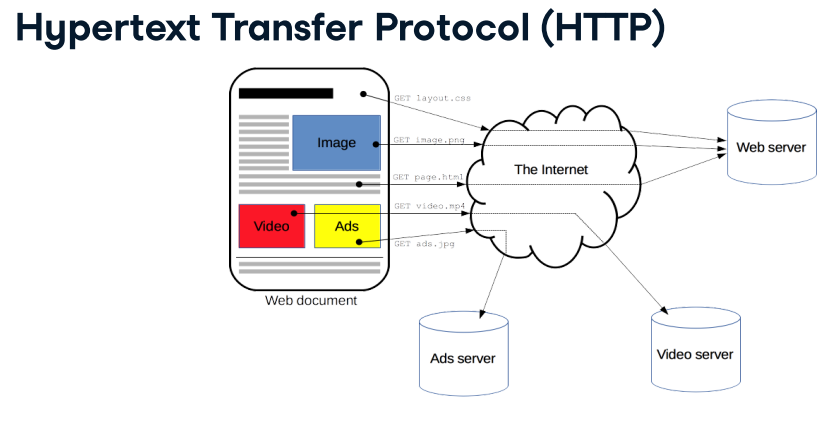 Hypertext Transfer Protocol (HTTP)
GET layout.css
Image
GET image.png
The Internet
Web server
GET page.html
Video
Ads
GET video.mp4
GET ads.jpg
Web document
Ads server
Video server